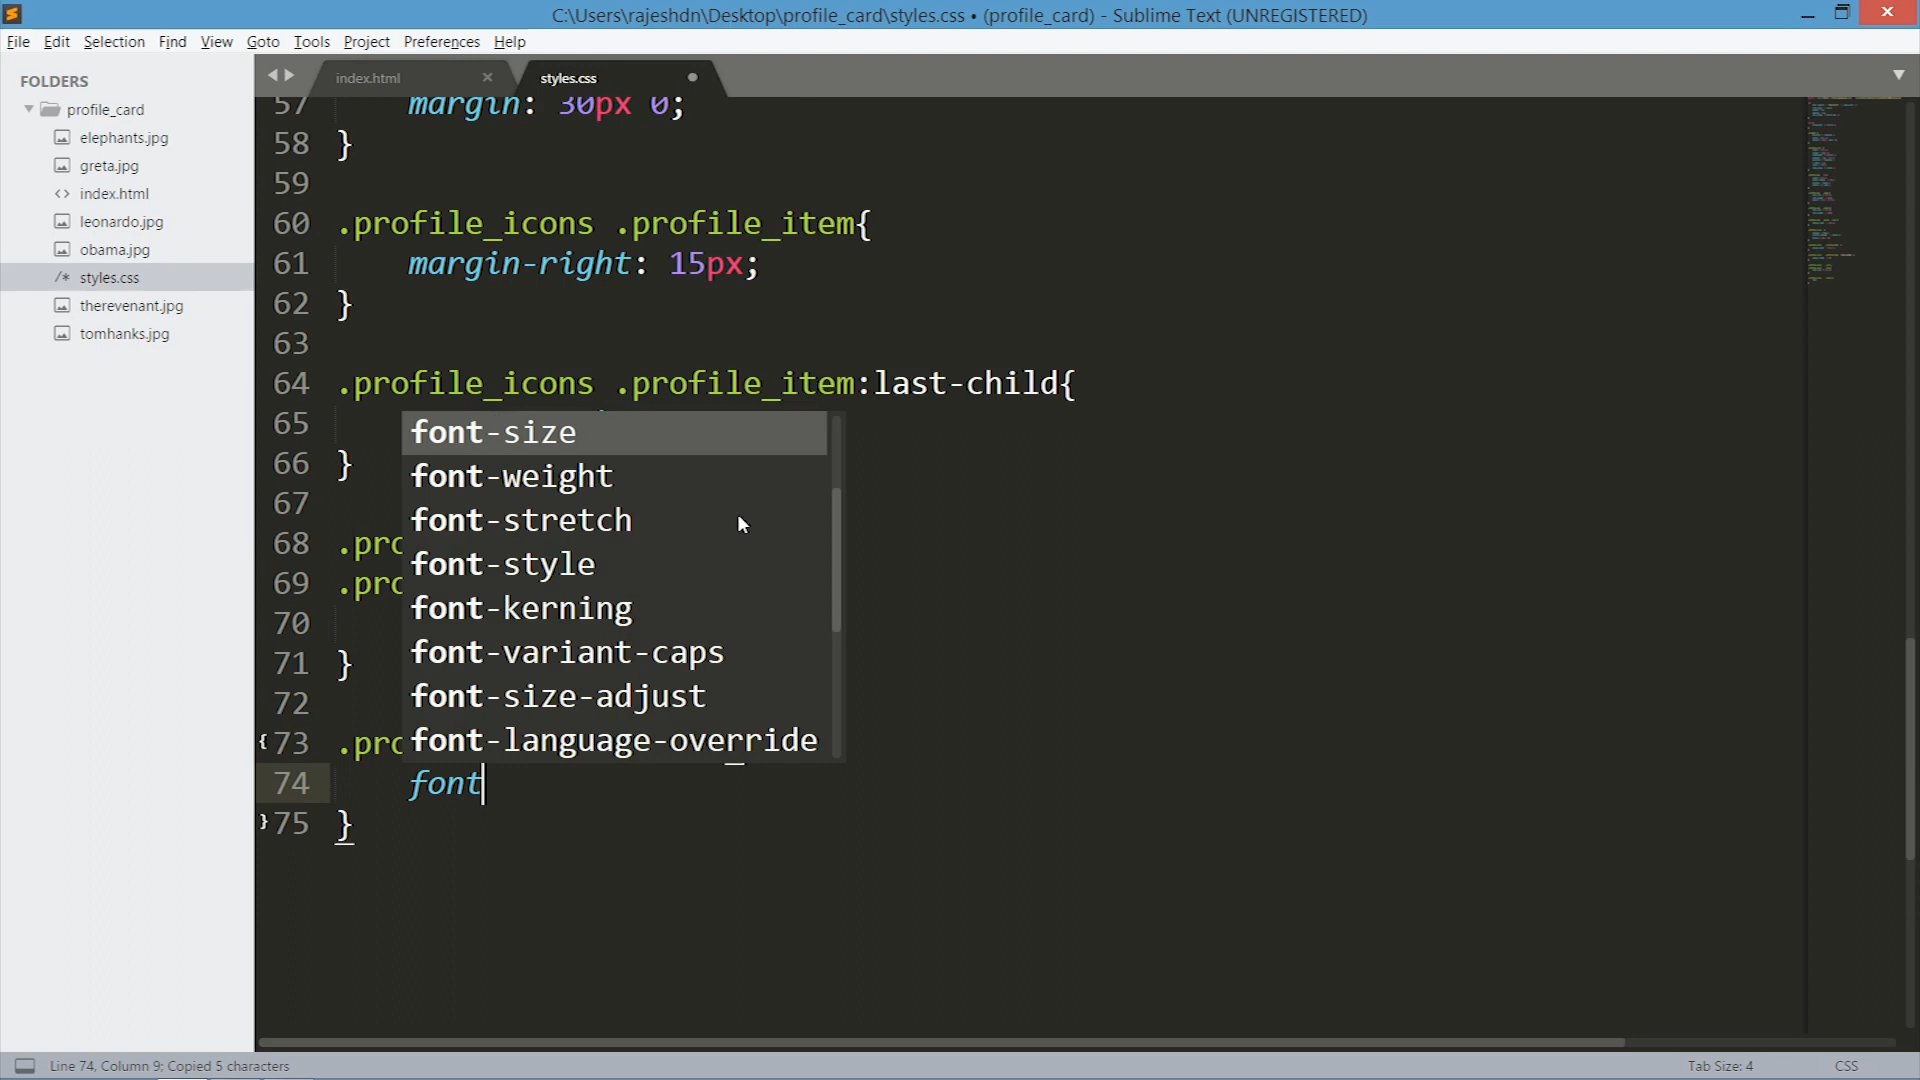 C:\Users\rajeshdn\Desktop\profile_card\styles.css • (profile_card) - Sublime Text (UNREGISTERED)
File Edit Selection Find View Goto Tools Project Preferences Help
FOLDERS
profile_card
elephants.jpg
greta.jpg
<> index.html
leonardo.jpg
obama.jpg
/* styles.css
therevenant.jpg
tomhanks.jpg
index.html × styles.css
57 margin: 30px 0;
58 }
59
60 .profile_icons .profile_item{
61 margin-right: 15px;
62 }
63
64 .profile_icons .profile_item:last-child{
65
66 }
67
68 .pro
69 .pro
70
71 }
72
73 .pro
74 font
75 }
font-size
font-weight
font-stretch
font-style
font-kerning
font-variant-caps
font-size-adjust
font-language-override
Line 74, Column 9; Copied 5 characters
Tab Size: 4 CSS